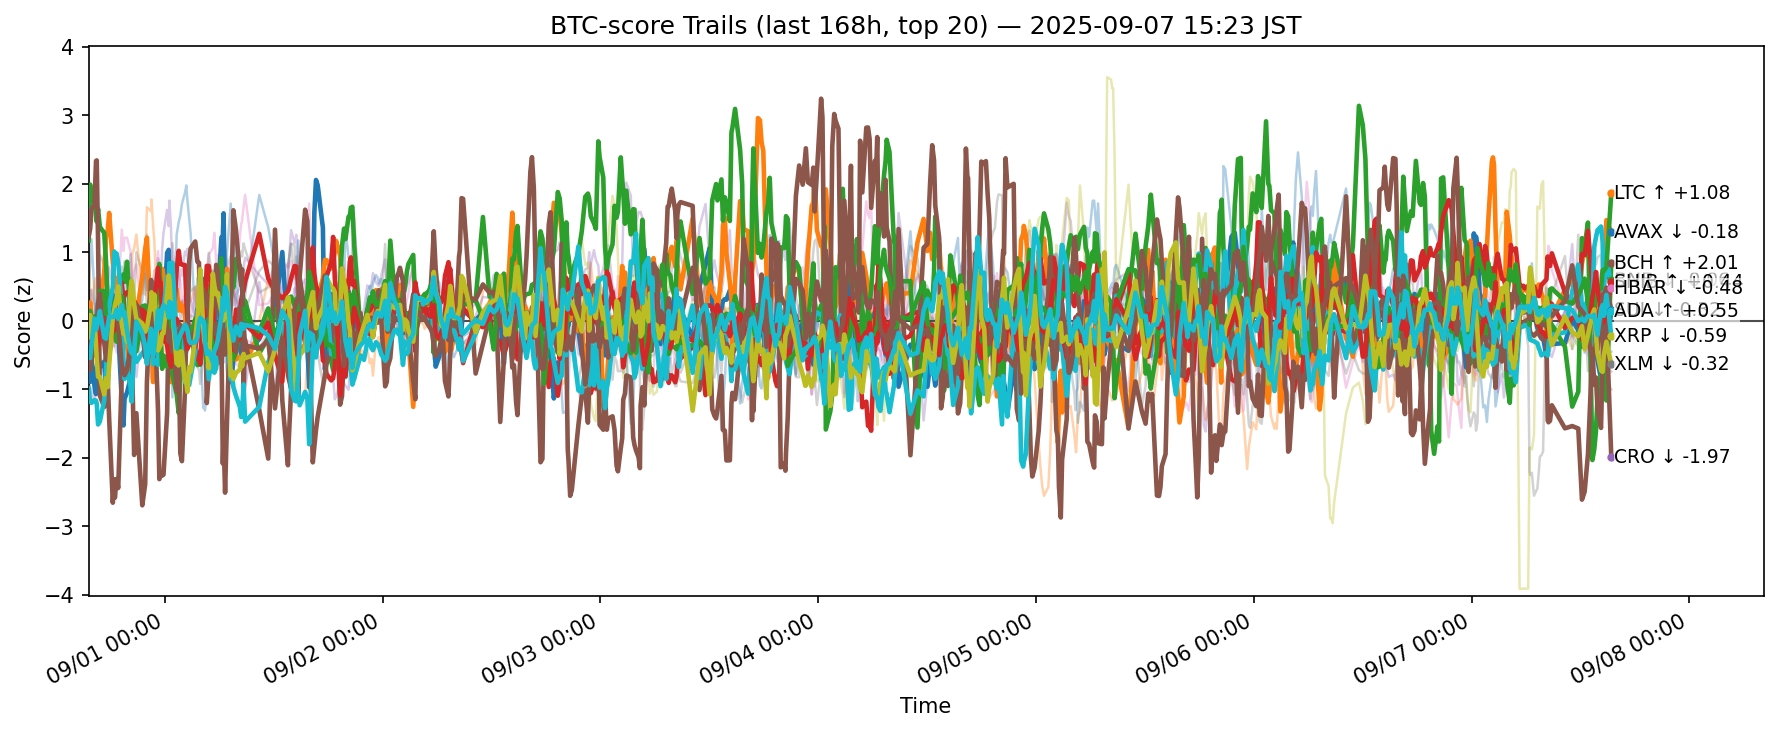 BTC-score Trails (last 168h, top 20) — 2025-09-07 15:23 JST
Score (z)
4
3
2
1
0
−1
−2
−3
−4
LTC ↑ +1.08
AVAX ↓ -0.18
BCH ↑ +2.01
HBAR ↓ -0.48
ADA ↑ +0.55
XRP ↓ -0.59
XLM ↓ -0.32
CRO ↓ -1.97
09/01 00:00
09/02 00:00
09/03 00:00
09/04 00:00
09/05 00:00
09/06 00:00
09/07 00:00
09/08 00:00
Time